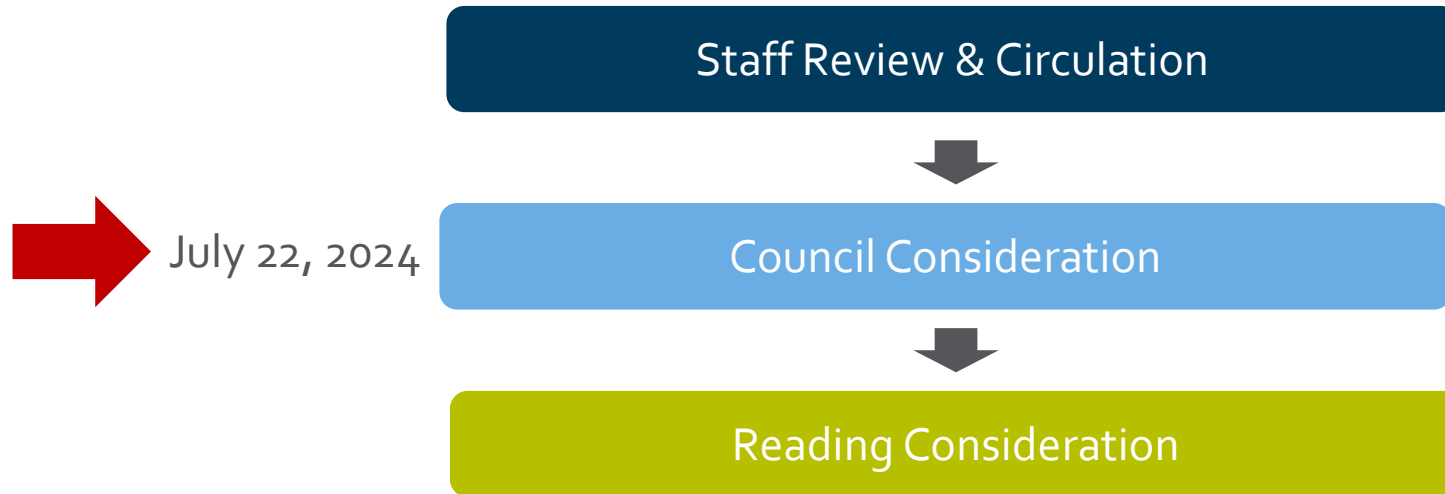 Staff Review & Circulation
July 22, 2024
Council Consideration
Reading Consideration